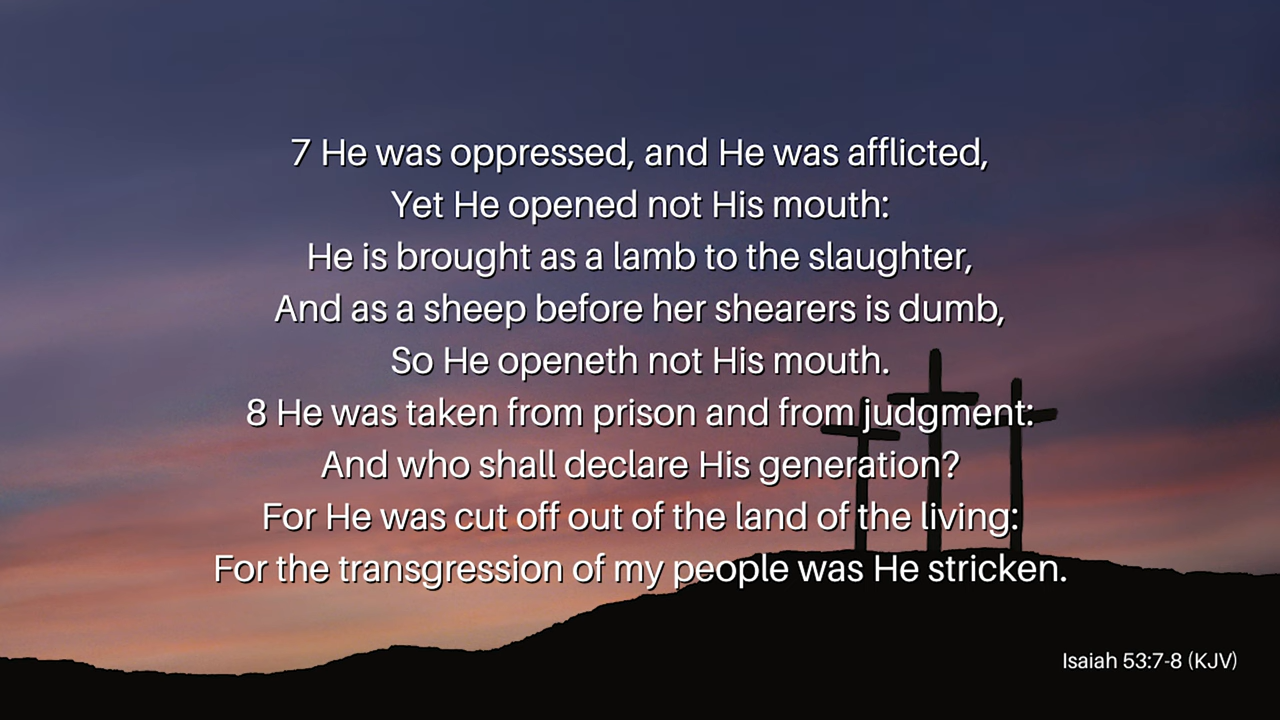 7 He was oppressed, and He was afflicted,
Yet He opened not His mouth:
He is brought as a lamb to the slaughter,
And as a sheep before her shearers is dumb,
So He openeth not His mouth.
8 He was taken from prison and from judgment:
And who shall declare His generation?
For He was cut off out of the land of the living:
For the transgression of my people was He stricken.
Isaiah 53:7-8 (KJV)